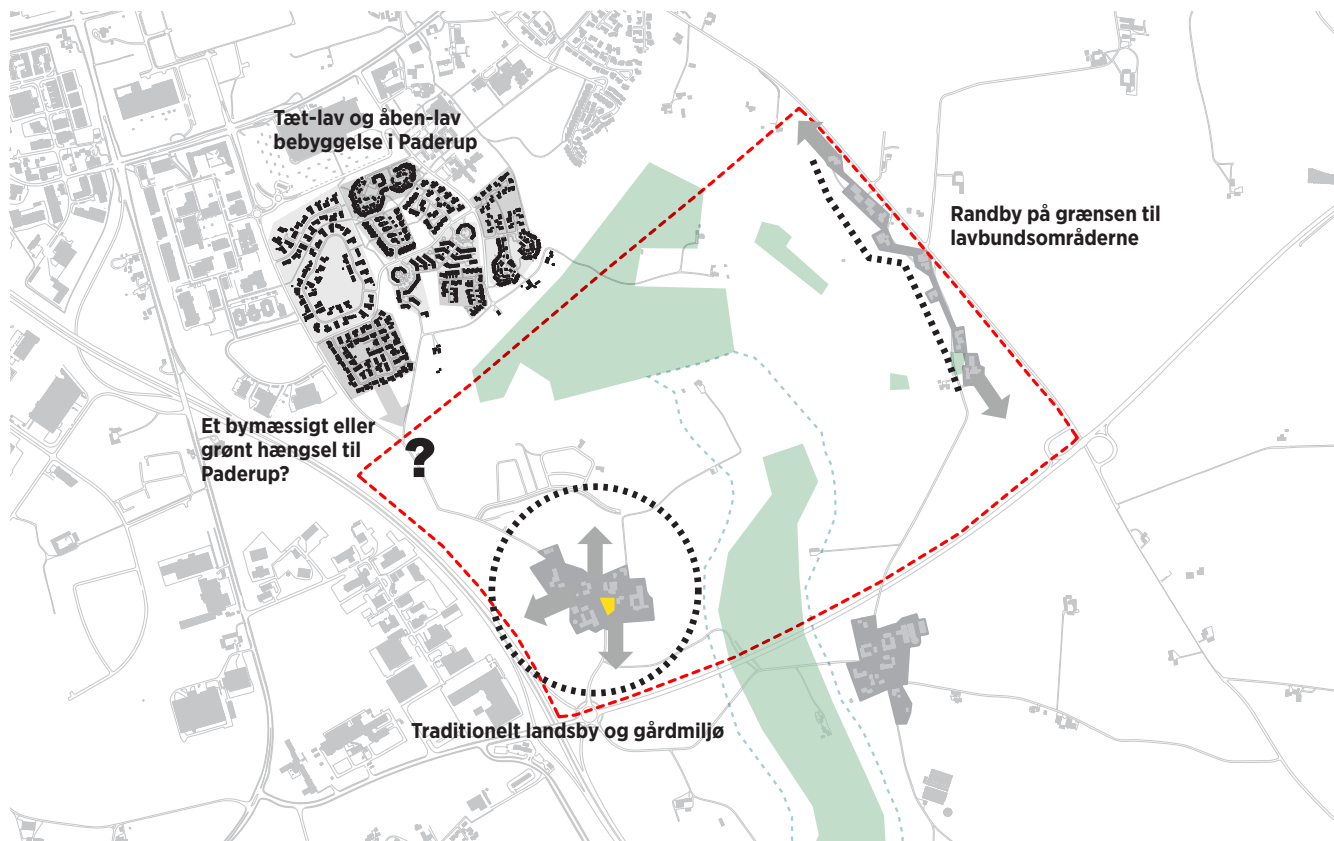 Tæt-lav og åben-lav
bebyggelse i Paderup
Randby på grænsen til
lavbundsområderne
Et bymæssigt eller
grønt hængsel til
Paderup?
?
Traditionelt landsby og gårdmiljø